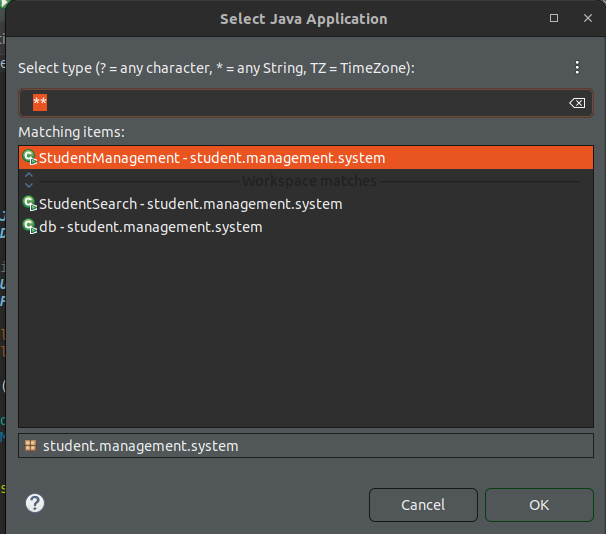 Select Java Application
Select type (? = any character, * = any String, TZ = TimeZone):
**
Matching items:
StudentManagement - student.management.system
Workspace matches
StudentSearch - student.management.system
db - student.management.system
student.management.system
Cancel
OK